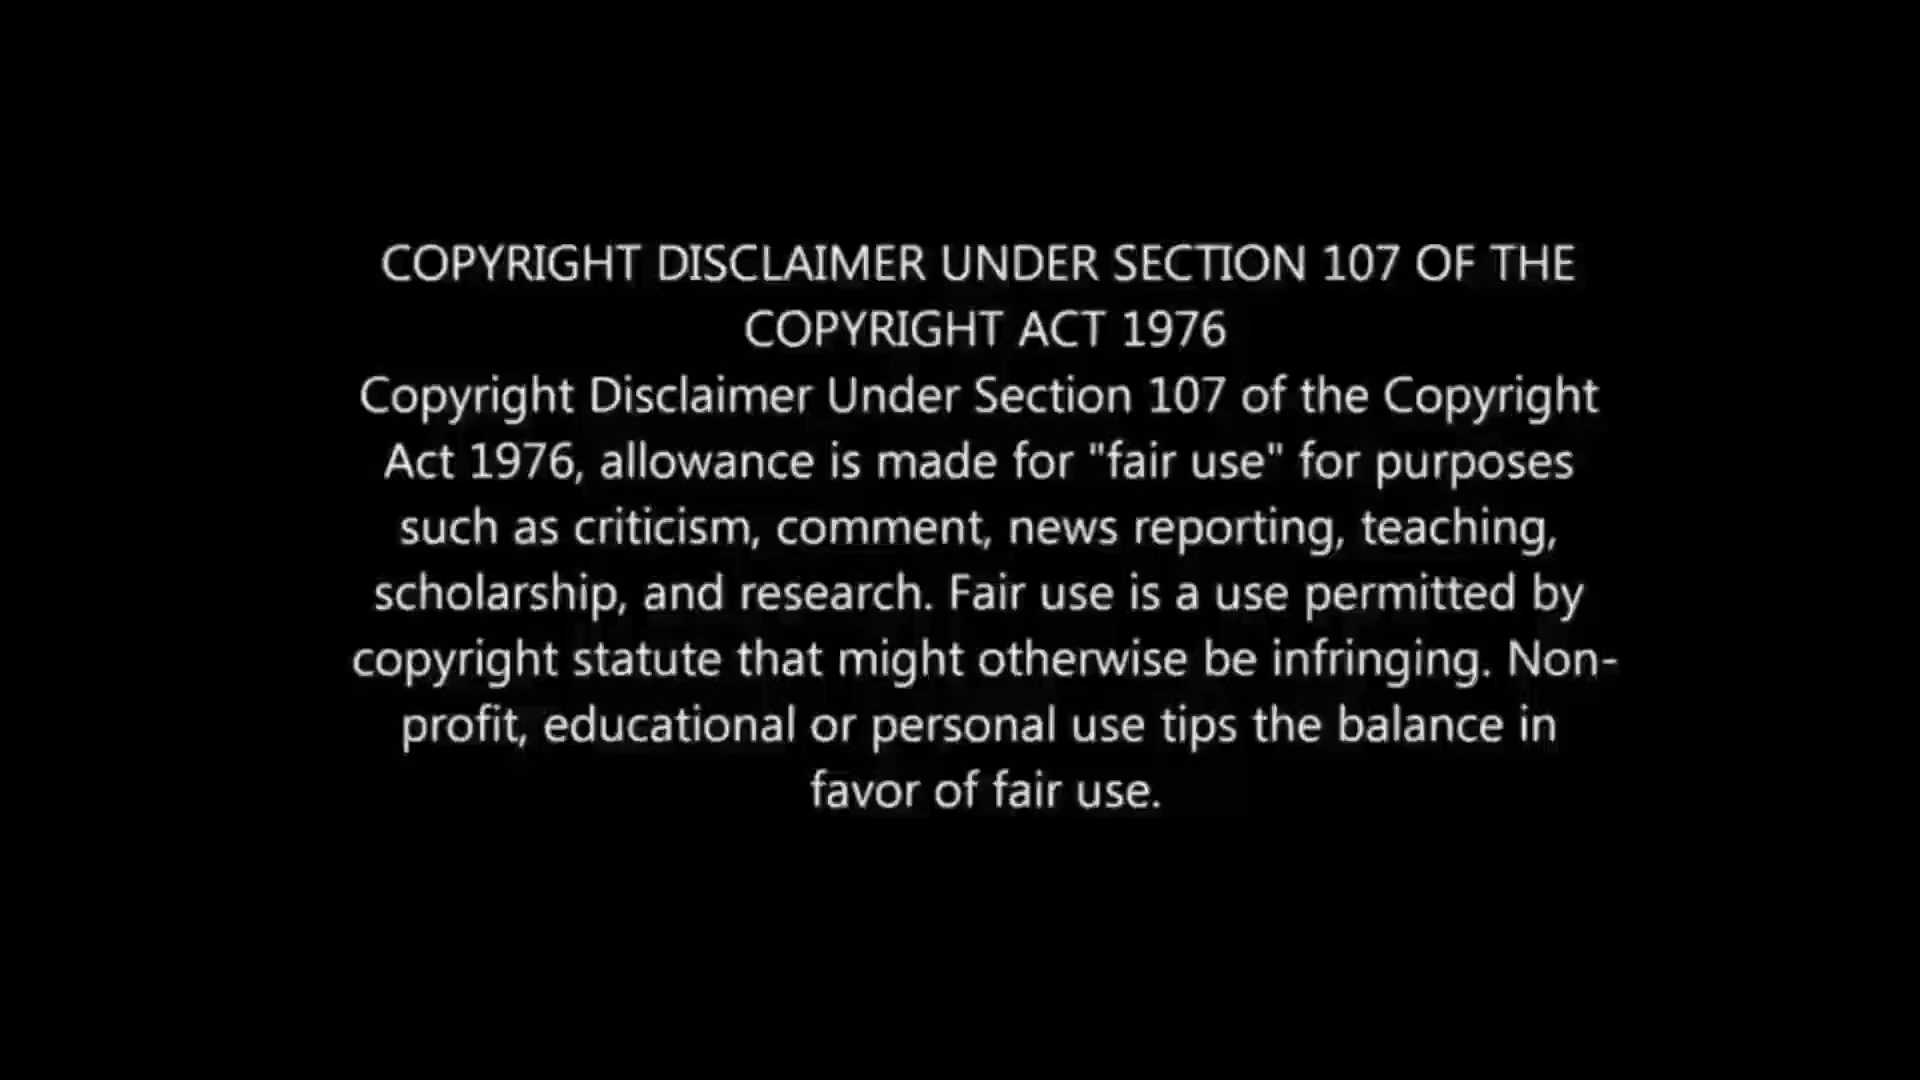 COPYRIGHT DISCLAIMER UNDER SECTION 107 OF THE
COPYRIGHT ACT 1976
Copyright Disclaimer Under Section 107 of the Copyright
Act 1976, allowance is made for "fair use" for purposes
such as criticism, comment, news reporting, teaching,
scholarship, and research. Fair use is a use permitted by
copyright statute that might otherwise be infringing. Non-
profit, educational or personal use tips the balance in
favor of fair use.